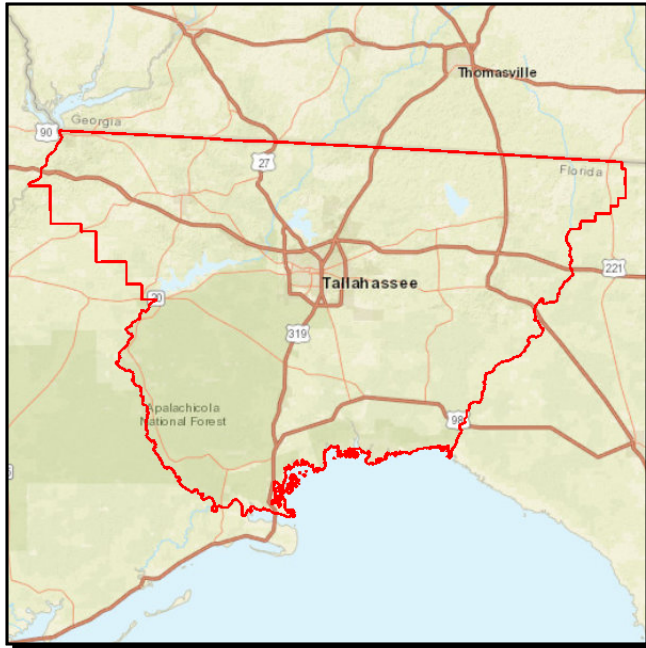 Thomasville
Georgia
90
27
Florida
221
20
Tallahassee
319
Apalachicola
National Forest
98